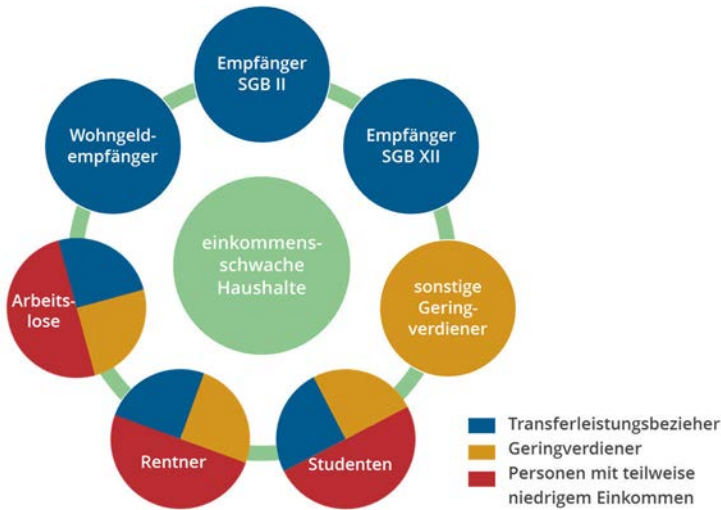 Empfänger
SGB II
Wohngeld-
empfänger
Empfänger
SGB XII
einkommens-
schwache
Haushalte
Arbeits-
lose
sonstige
Gering-
verdiener
Rentner
Studenten
Transferleistungsbezieher
Geringverdiener
Personen mit teilweise
niedrigem Einkommen